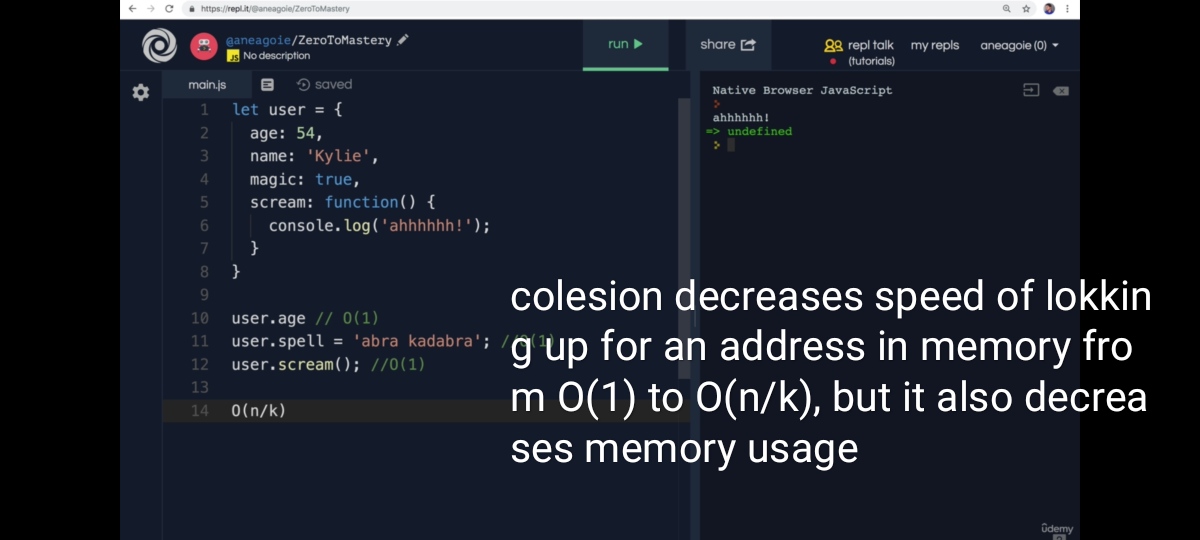 https://repl.it/@aneagoie/ZeroToMastery
@aneagoie/ZeroToMastery
JS No description
run
share
repl talk
(tutorials)
my repls
aneagoie (0)
main.js
saved
1 let user = {
2 age: 54,
3 name: 'Kylie',
4 magic: true,
5 scream: function() {
6 console.log('ahhhhhh!');
7 }
8 }
9
10 user.age // O(1)
11 user.spell = 'abra kadabra'; //O(1)
12 user.scream(); //O(1)
13
14 O(n/k)
Native Browser JavaScript
ahhhhhh!
=> undefined
colesion decreases speed of lokkin
g up for an address in memory fro
m O(1) to O(n/k), but it also decrea
ses memory usage
ûdemy